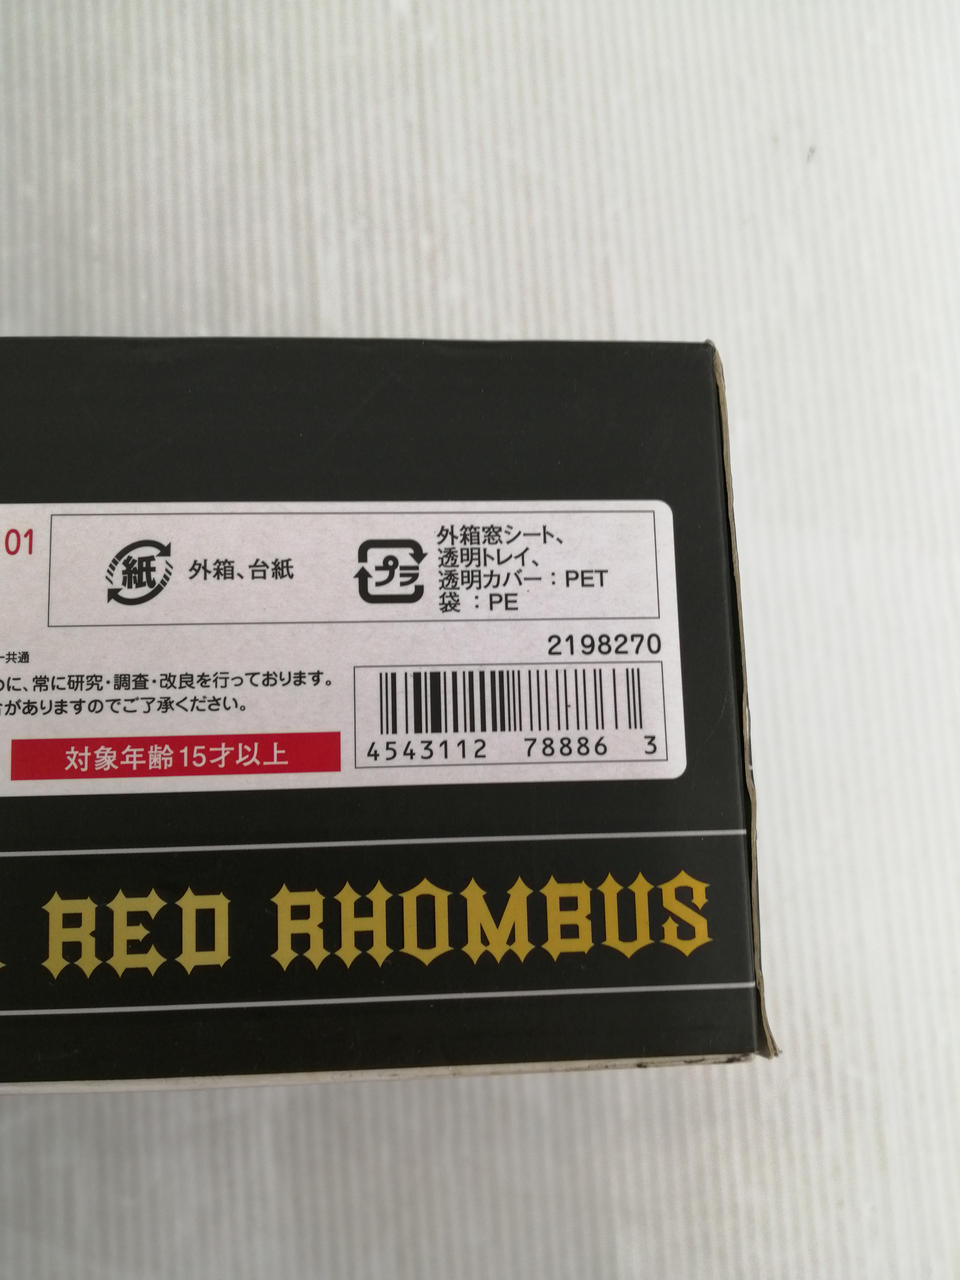 01
紙
外箱、台紙
プラ
外箱窓シート、
透明トレイ、
透明カバー：PET
袋 ：PE
2198270
共通
に、常に研究・調査・改良を行っております。
がありますのでご了承ください。
対象年齢15才以上
4543112 78886 3
RED RHOMBUS